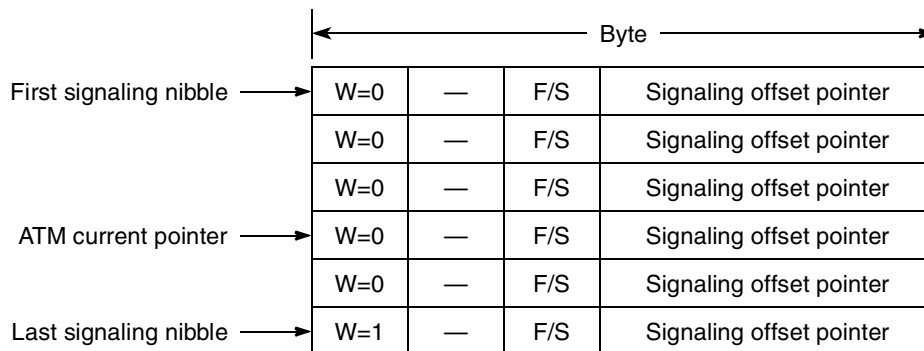 Byte
First signaling nibble W=0 — F/S Signaling offset pointer
W=0 — F/S Signaling offset pointer
W=0 — F/S Signaling offset pointer
ATM current pointer W=0 — F/S Signaling offset pointer
W=0 — F/S Signaling offset pointer
Last signaling nibble W=1 — F/S Signaling offset pointer